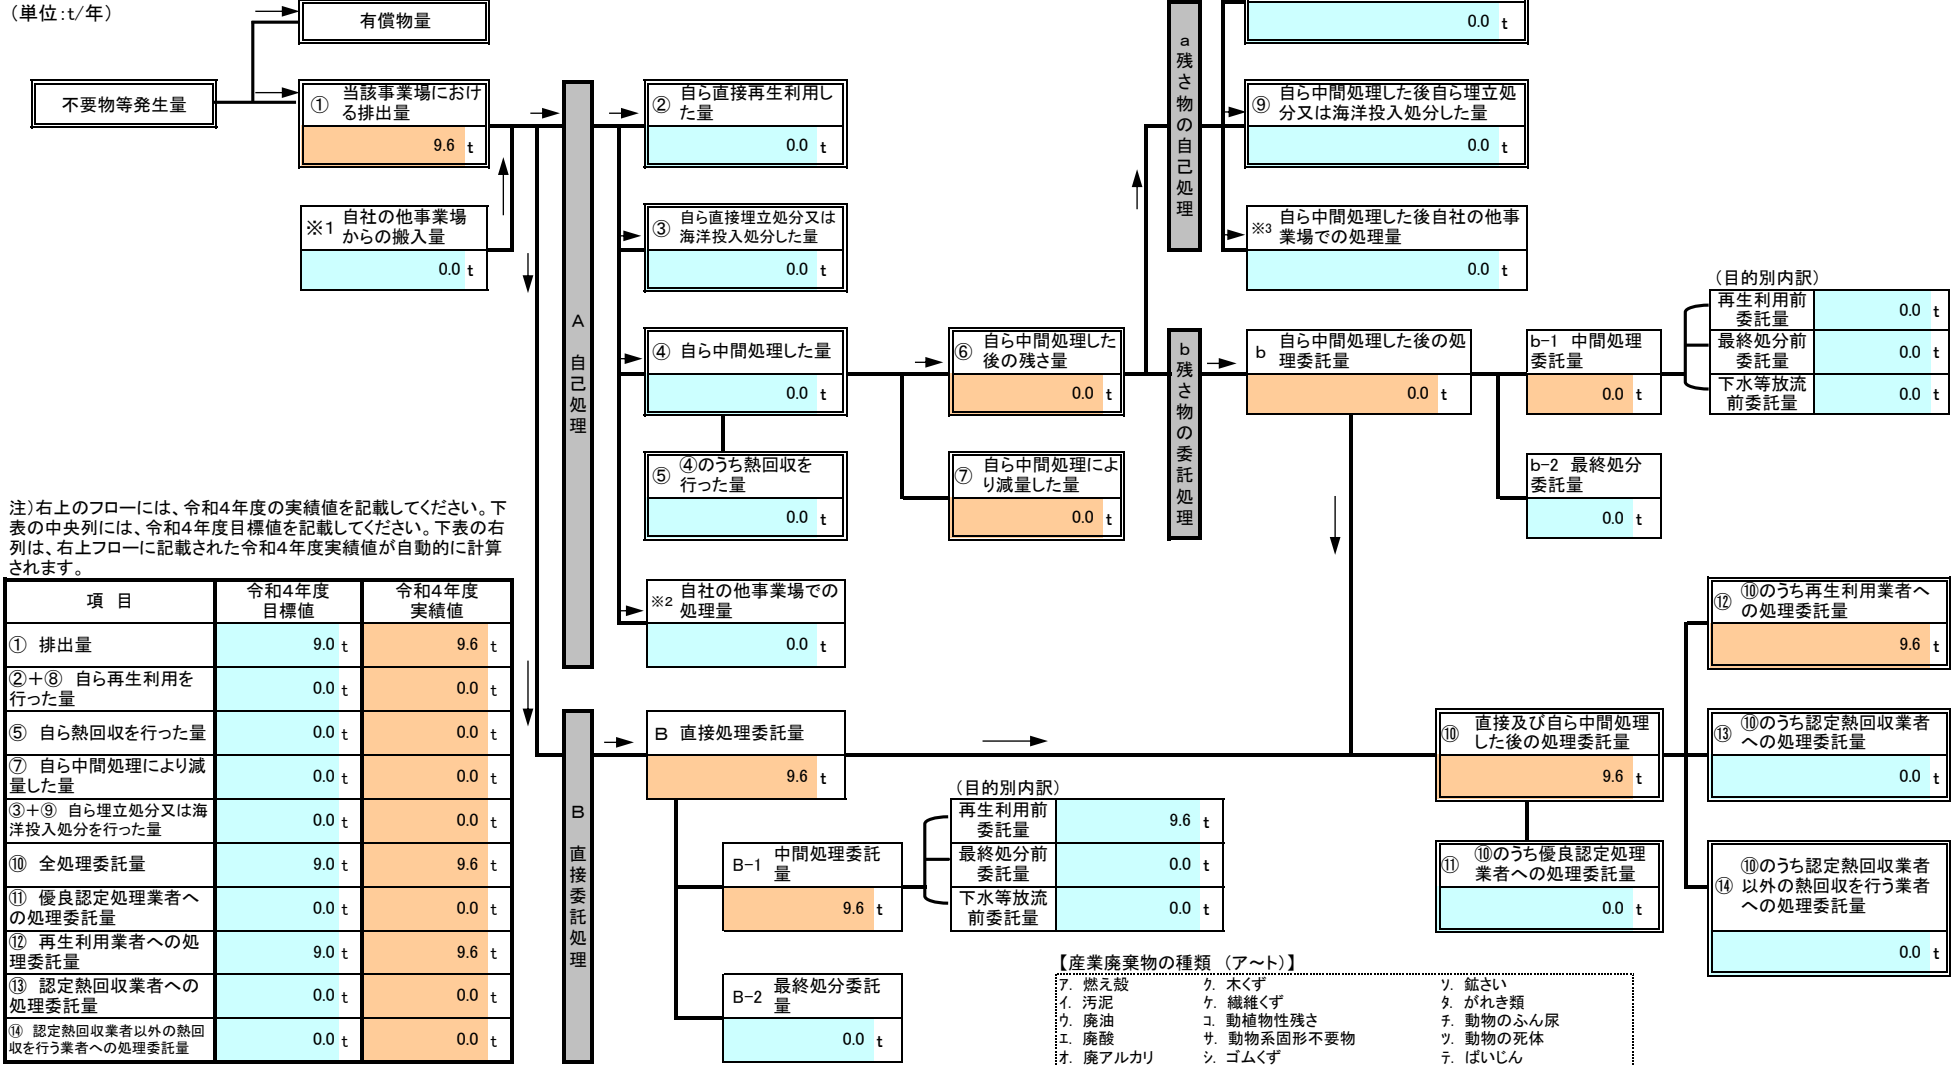 （単位：t/年）
有償物量
不要物等発生量
① 当該事業場におけ
る排出量
9.6 t
※1 自社の他事業場
からの搬入量
0.0 t
A 自己処理
② 自ら直接再生利用し
た量
0.0 t
③ 自ら直接埋立処分又は
海洋投入処分した量
0.0 t
④ 自ら中間処理した量
0.0 t
⑤ ④のうち熱回収を
行った量
0.0 t
※2 自社の他事業場での
処理量
0.0 t
⑥ 自ら中間処理した
後の残さ量
0.0 t
⑦ 自ら中間処理によ
り減量した量
0.0 t
a 残さ物の自己処理
0.0 t
⑨ 自ら中間処理した後自ら埋立処
分又は海洋投入処分した量
0.0 t
※3 自ら中間処理した後自社の他事
業場での処理量
0.0 t
b 残さ物の委託処理
b 自ら中間処理した後の処
理委託量
0.0 t
b-1 中間処理
委託量
0.0 t
b-2 最終処分
委託量
0.0 t
（目的別内訳）
再生利用前
委託量
0.0 t
最終処分前
委託量
0.0 t
下水等放流
前委託量
0.0 t
注）右上のフローには、令和４年度の実績値を記載してください。下
表の中央列には、令和４年度目標値を記載してください。下表の右
列は、右上フローに記載された令和４年度実績値が自動的に計算
されます。
項 目
令和４年度
目標値
令和４年度
実績値
① 排出量 9.0 t 9.6 t
②＋⑧ 自ら再生利用を
行った量 0.0 t 0.0 t
⑤ 自ら熱回収を行った量 0.0 t 0.0 t
⑦ 自ら中間処理により減
量した量 0.0 t 0.0 t
③＋⑨ 自ら埋立処分又は海
洋投入処分を行った量 0.0 t 0.0 t
⑩ 全処理委託量 9.0 t 9.6 t
⑪ 優良認定処理業者へ
の処理委託量 0.0 t 0.0 t
⑫ 再生利用業者への処
理委託量 9.0 t 9.6 t
⑬ 認定熱回収業者への
処理委託量 0.0 t 0.0 t
⑭ 認定熱回収業者以外の熱回
収を行う業者への処理委託量 0.0 t 0.0 t
B 直接委託処理
B 直接処理委託量
9.6 t
B-1 中間処理委託
量
9.6 t
B-2 最終処分委託
量
0.0 t
（目的別内訳）
再生利用前
委託量
9.6 t
最終処分前
委託量
0.0 t
下水等放流
前委託量
0.0 t
⑩ 直接及び自ら中間処理
した後の処理委託量
9.6 t
⑪ ⑩のうち優良認定処理
業者への処理委託量
0.0 t
⑫ ⑩のうち再生利用業者へ
の処理委託量
9.6 t
⑬ ⑩のうち認定熱回収業者
への処理委託量
0.0 t
⑭ ⑩のうち認定熱回収業者
以外の熱回収を行う業者
への処理委託量
0.0 t
【産業廃棄物の種類 （ア～ト）】
ア. 燃え殻 ク. 木くず ソ. 鉱さい
イ. 汚泥 ケ. 繊維くず タ. がれき類
ウ. 廃油 コ. 動植物性残さ チ. 動物のふん尿
エ. 廃酸 サ. 動物系固形不要物 ツ. 動物の死体
オ. 廃アルカリ シ. ゴムくず テ. ばいじん